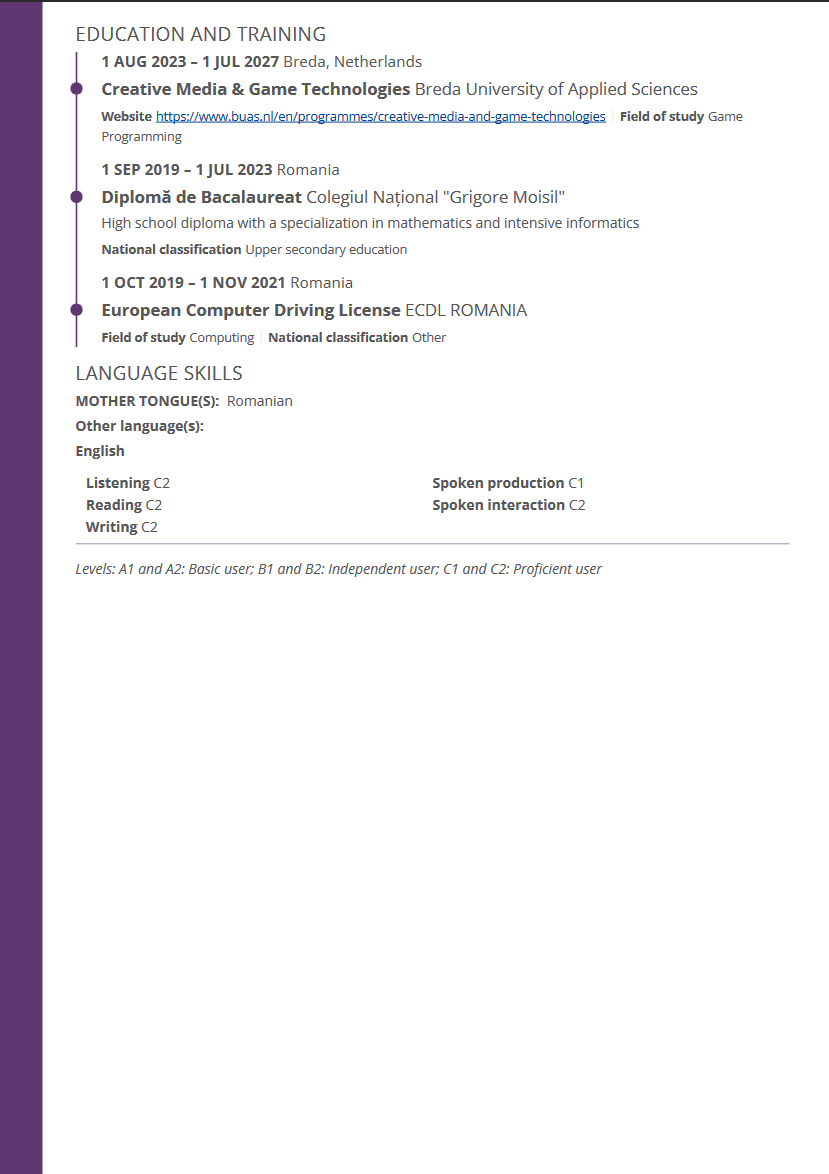 EDUCATION AND TRAINING
1 AUG 2023 – 1 JUL 2027 Breda, Netherlands
Creative Media & Game Technologies Breda University of Applied Sciences
Website https://www.buas.nl/en/programmes/creative-media-and-game-technologies | Field of study Game
Programming
1 SEP 2019 – 1 JUL 2023 Romania
Diplomă de Bacalaureat Colegiul Național "Grigore Moisil"
High school diploma with a specialization in mathematics and intensive informatics
National classification Upper secondary education
1 OCT 2019 – 1 NOV 2021 Romania
European Computer Driving License ECDL ROMANIA
Field of study Computing | National classification Other
LANGUAGE SKILLS
MOTHER TONGUE(S): Romanian
Other language(s):
English
Listening C2 Spoken production C1
Reading C2 Spoken interaction C2
Writing C2
Levels: A1 and A2: Basic user; B1 and B2: Independent user; C1 and C2: Proficient user